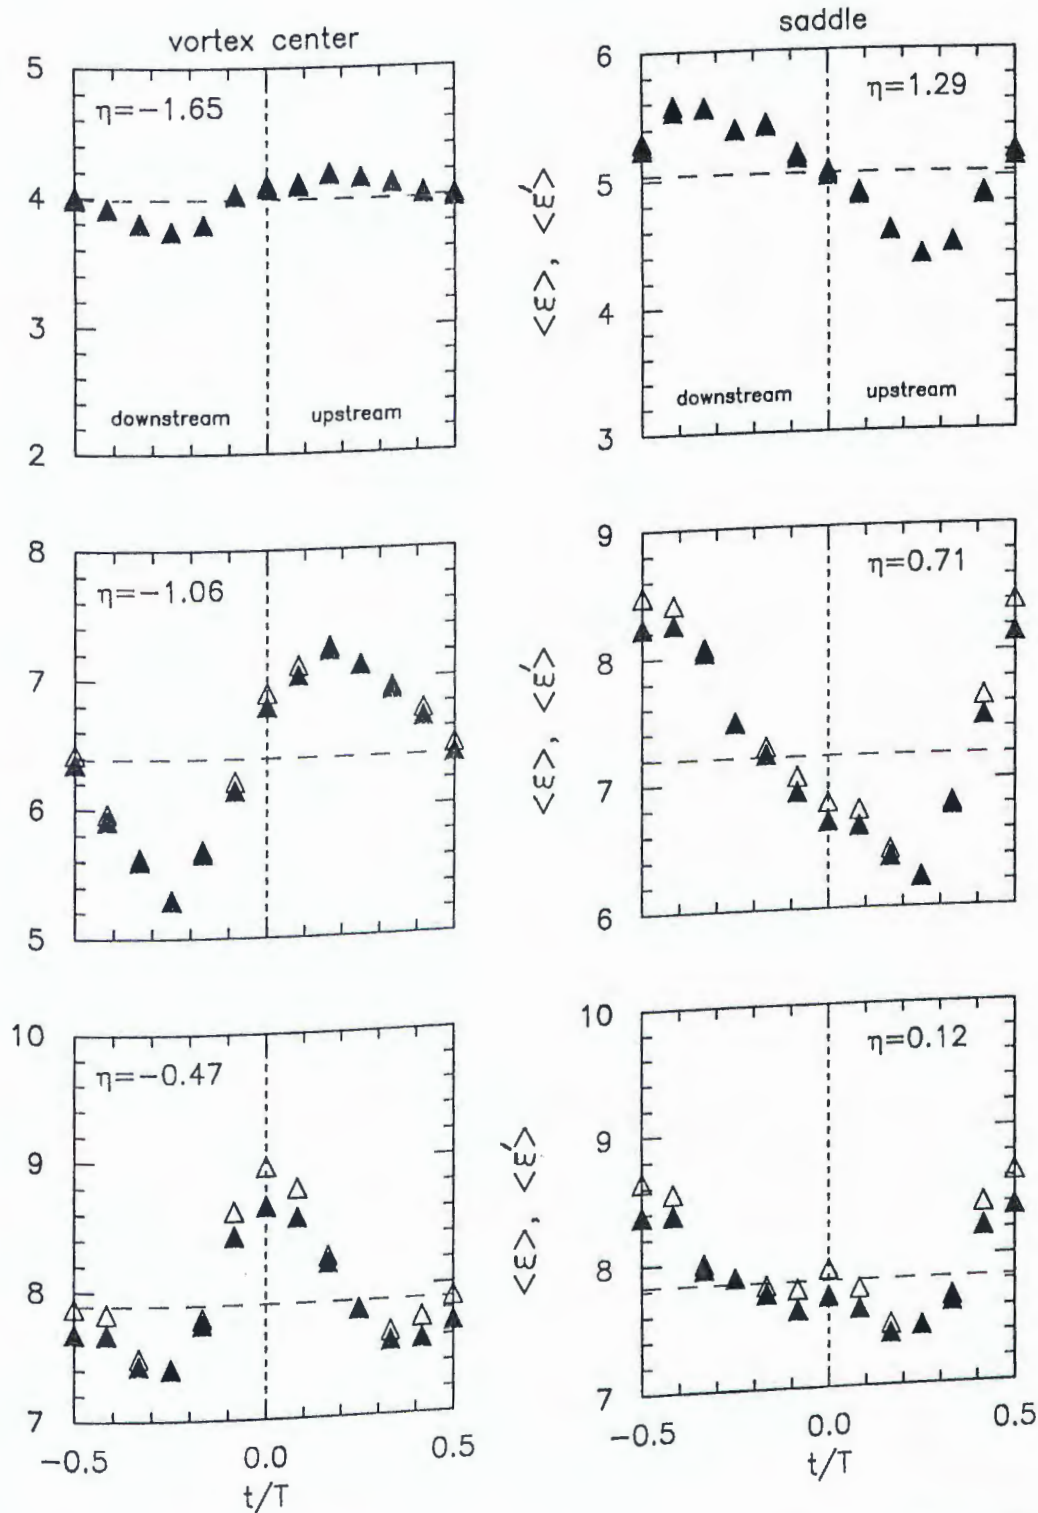 vortex center
saddle
5
η=−1.65
4
3
downstream
upstream
2
6
η=1.29
<ε>, <ε′>
5
4
downstream
upstream
3
8
η=−1.06
7
6
5
9
η=0.71
<ε>, <ε′>
8
7
6
10
η=−0.47
9
8
7
−0.5
0.0
0.5
t/T
10
η=0.12
<ε>, <ε′>
9
8
7
−0.5
0.0
0.5
t/T